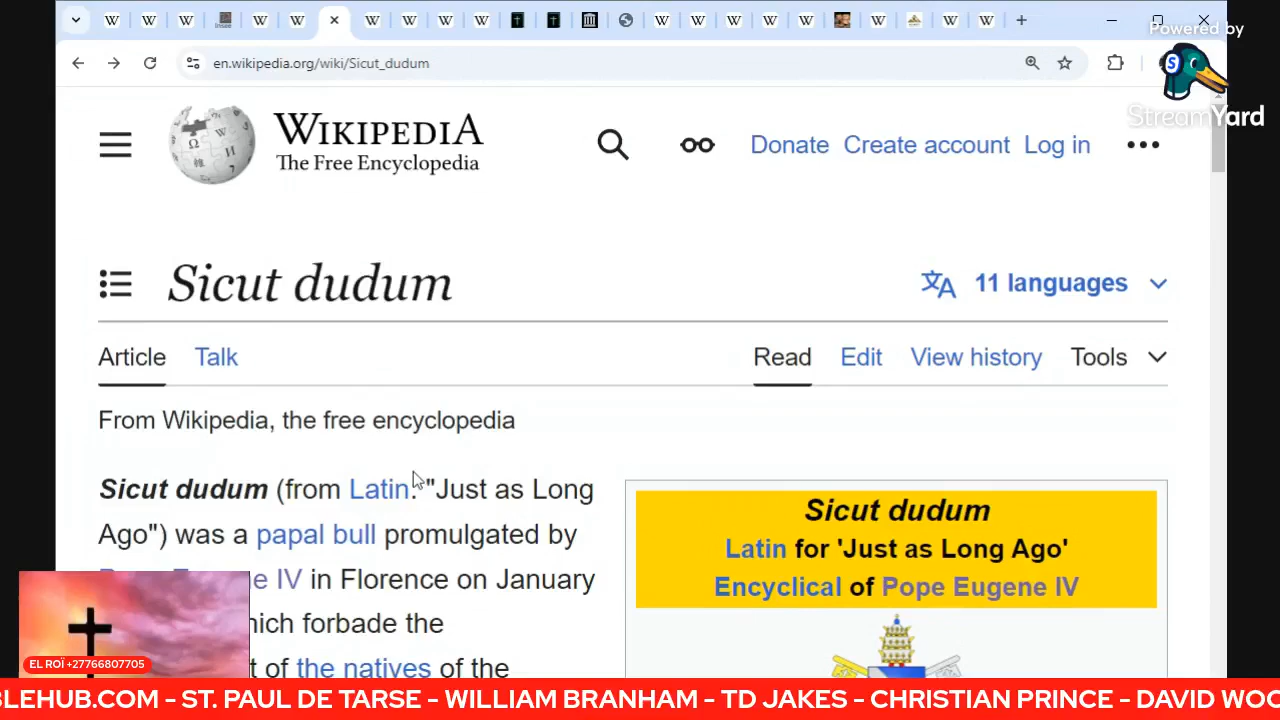 Powered by
StreamYard
en.wikipedia.org/wiki/Sicut_dudum
WIKIPEDIA
The Free Encyclopedia
Donate Create account Log in
Sicut dudum
11 languages
Article Talk
Read Edit View history Tools
From Wikipedia, the free encyclopedia
Sicut dudum (from Latin: "Just as Long
Ago") was a papal bull promulgated by
e IV in Florence on January
hich forbade the
t of the natives of the
Sicut dudum
Latin for 'Just as Long Ago'
Encyclical of Pope Eugene IV
EL ROÏ +27766807705
BLEHUB.COM – ST. PAUL DE TARSE – WILLIAM BRANHAM – TD JAKES – CHRISTIAN PRINCE – DAVID WOO